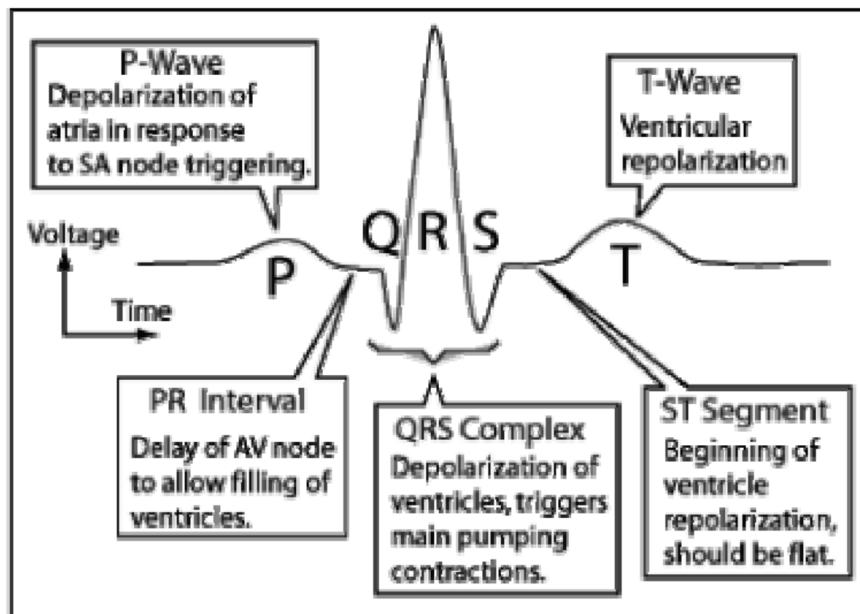 P-Wave
Depolarization of
atria in response
to SA node triggering.
T-Wave
Ventricular
repolarization
Voltage
Time
P
Q R S
T
PR Interval
Delay of AV node
to allow filling of
ventricles.
QRS Complex
Depolarization of
ventricles, triggers
main pumping
contractions.
ST Segment
Beginning of
ventricle
repolarization,
should be flat.